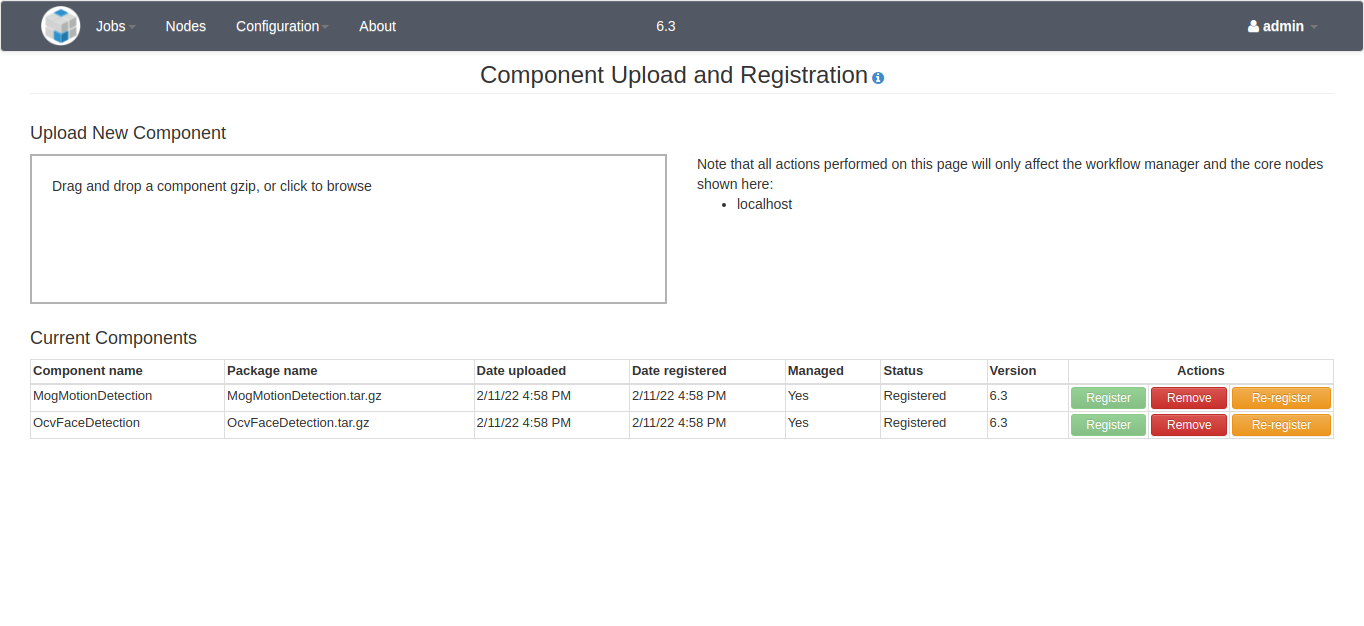 Jobs Nodes Configuration About 6.3 admin
Component Upload and Registration
Upload New Component
Drag and drop a component gzip, or click to browse
Note that all actions performed on this page will only affect the workflow manager and the core nodes
shown here:
• localhost
Current Components
Component name Package name Date uploaded Date registered Managed Status Version Actions
MogMotionDetection MogMotionDetection.tar.gz 2/11/22 4:58 PM 2/11/22 4:58 PM Yes Registered 6.3 Register Remove Re-register
OcvFaceDetection OcvFaceDetection.tar.gz 2/11/22 4:58 PM 2/11/22 4:58 PM Yes Registered 6.3 Register Remove Re-register